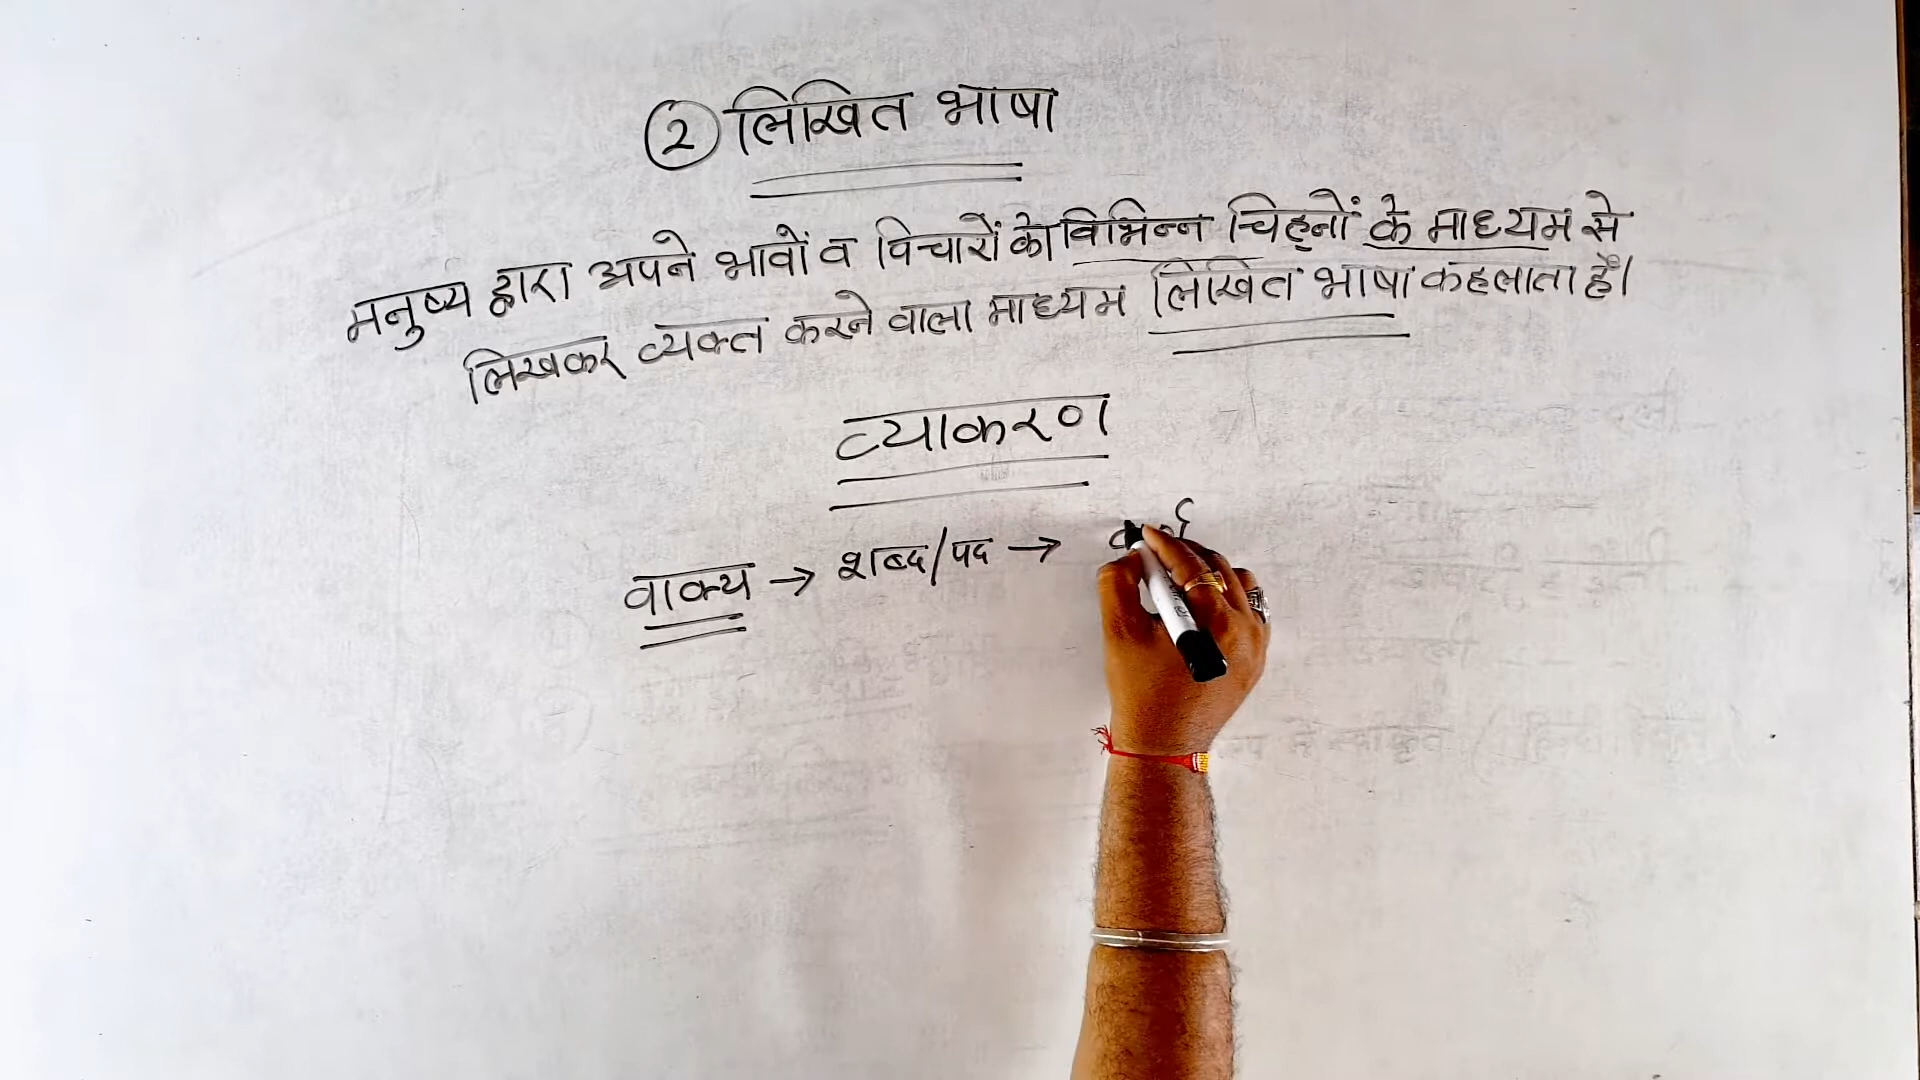 ② लिखित भाषा
मनुष्य द्वारा अपने भावों व विचारों को विभिन्न चिह्नों के माध्यम से
लिखकर व्यक्त करने वाला माध्यम लिखित भाषा कहलाता है।
व्याकरण
वाक्य → शब्द/पद →